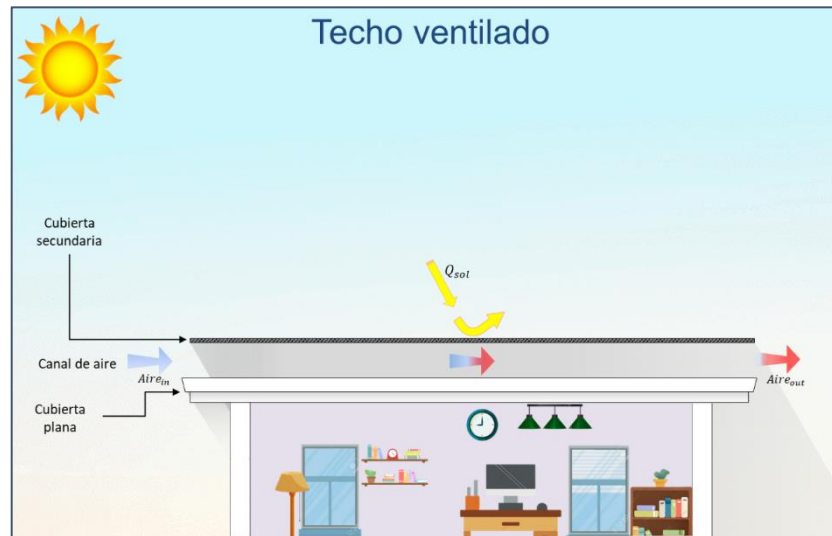 Techo ventilado
Cubierta
secundaria
Q_sol
Canal de aire
Aire_in
Aire_out
Cubierta
plana